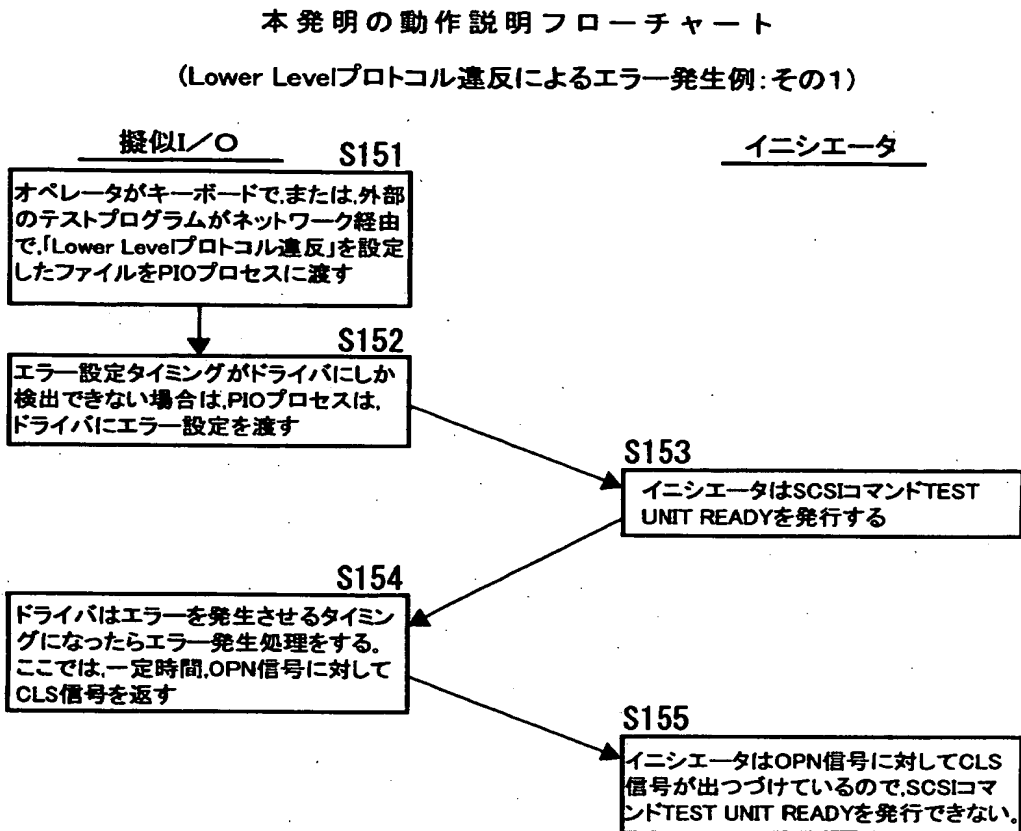 本発明の動作説明フローチャート
(Lower Levelプロトコル違反によるエラー発生例:その1)
擬似I/O
イニシエータ
S151
オペレータがキーボードで,または,外部
のテストプログラムがネットワーク経由
で,「Lower Levelプロトコル違反」を設定
したファイルをPIOプロセスに渡す
S152
エラー設定タイミングがドライバにしか
検出できない場合は,PIOプロセスは,
ドライバにエラー設定を渡す
S153
イニシエータはSCSIコマンドTEST
UNIT READYを発行する
S154
ドライバはエラーを発生させるタイミン
グになったらエラー発生処理をする。
ここでは,一定時間,OPN信号に対して
CLS信号を返す
S155
イニシエータはOPN信号に対してCLS
信号が出つづけているので,SCSIコマ
ンドTEST UNIT READYを発行できない。